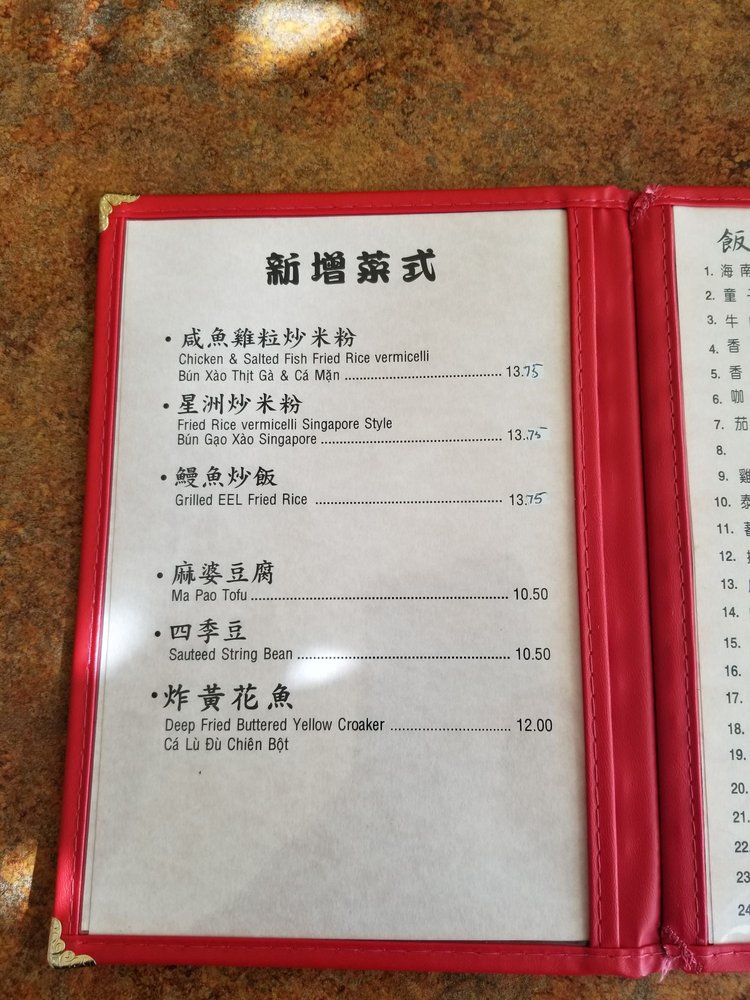 新增菜式
• 咸魚雞粒炒米粉
Chicken & Salted Fish Fried Rice vermicelli
Bún Xào Thịt Gà & Cá Mặn 13.75
• 星洲炒米粉
Fried Rice vermicelli Singapore Style
Bún Gạo Xào Singapore 13.75
• 鰻魚炒飯
Grilled EEL Fried Rice 13.75
• 麻婆豆腐
Ma Pao Tofu 10.50
• 四季豆
Sauteed String Bean 10.50
• 炸黃花魚
Deep Fried Buttered Yellow Croaker 12.00
Cá Lù Đù Chiên Bột
飯
1. 海南
2. 童
3. 牛
4. 香
5. 香
6. 咖
7. 茄
8.
9. 雞
10. 泰
11.
12.
13.
14.
15.
16.
17.
18.
19.
20.
21.
22.
23
24